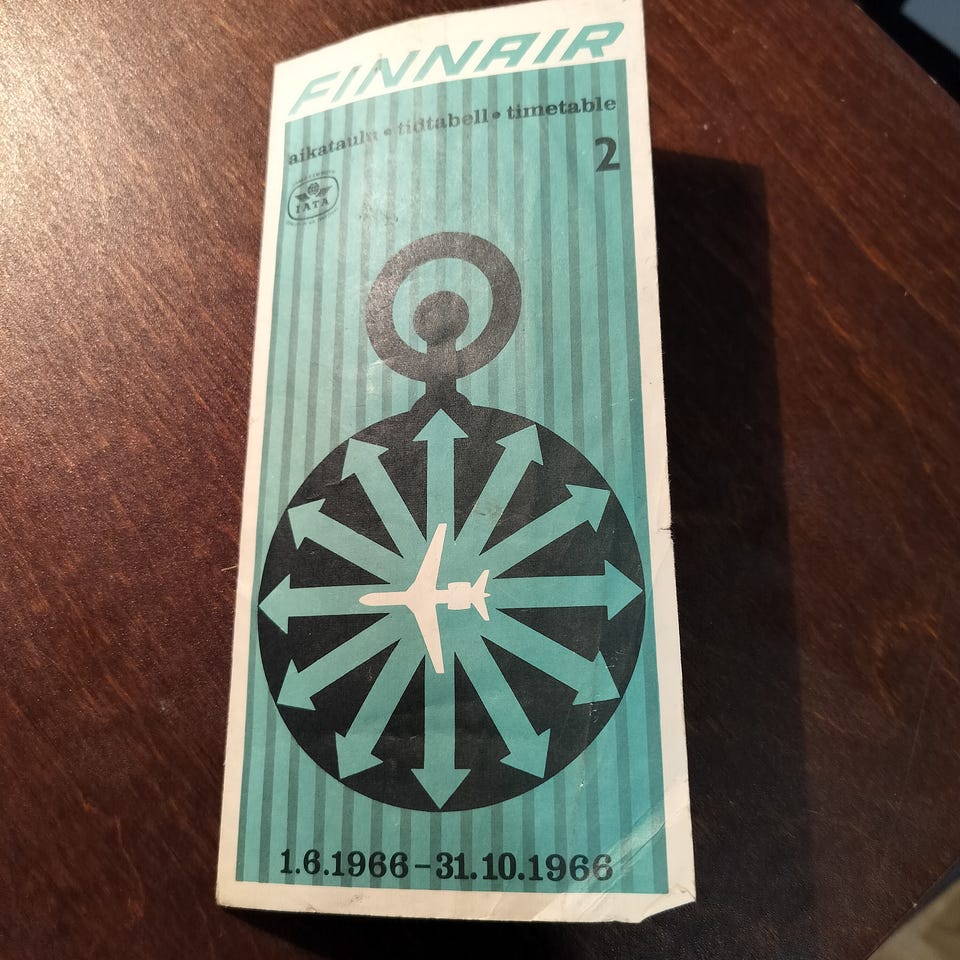 FINNAIR
aikataulu • tidtabell • timetable
2
IATA
1.6.1966 – 31.10.1966